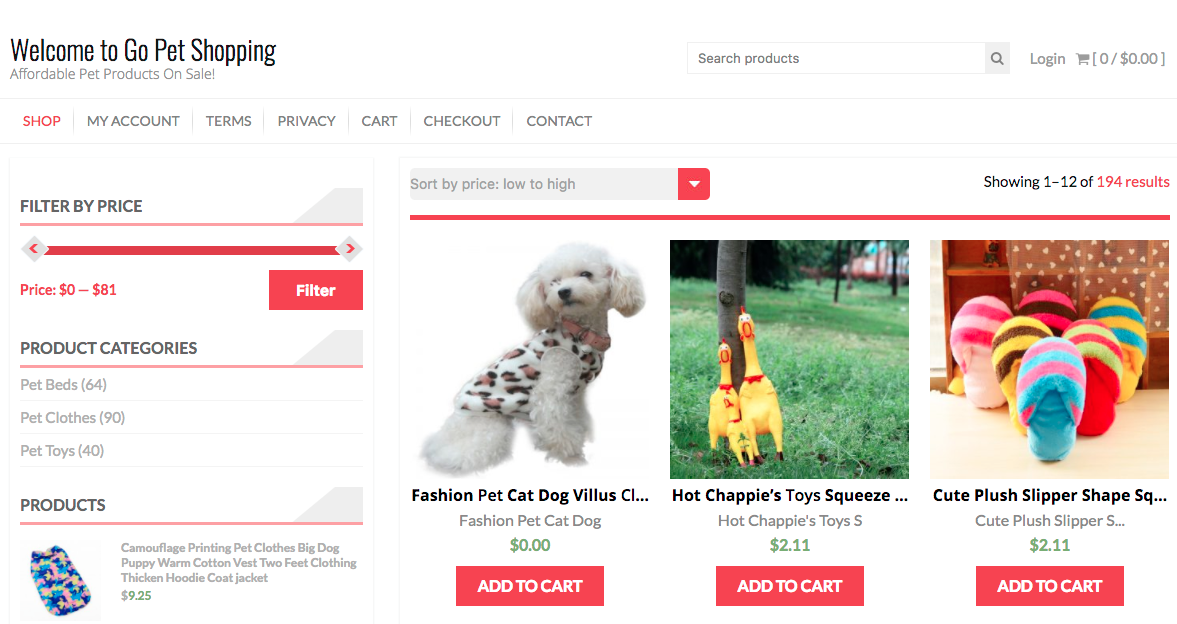 Welcome to Go Pet Shopping
Affordable Pet Products On Sale!
Search products
Login [ 0 / $0.00 ]
SHOP MY ACCOUNT TERMS PRIVACY CART CHECKOUT CONTACT
FILTER BY PRICE
Price: $0 — $81
Filter
PRODUCT CATEGORIES
Pet Beds (64)
Pet Clothes (90)
Pet Toys (40)
PRODUCTS
Camouflage Printing Pet Clothes Big Dog
Puppy Warm Cotton Vest Two Feet Clothing
Thicken Hoodie Coat jacket
$9.25
Sort by price: low to high
Showing 1–12 of 194 results
Fashion Pet Cat Dog Villus Cl...
Fashion Pet Cat Dog
$0.00
ADD TO CART
Hot Chappie’s Toys Squeeze ...
Hot Chappie's Toys S
$2.11
ADD TO CART
Cute Plush Slipper Shape Sq...
Cute Plush Slipper S...
$2.11
ADD TO CART